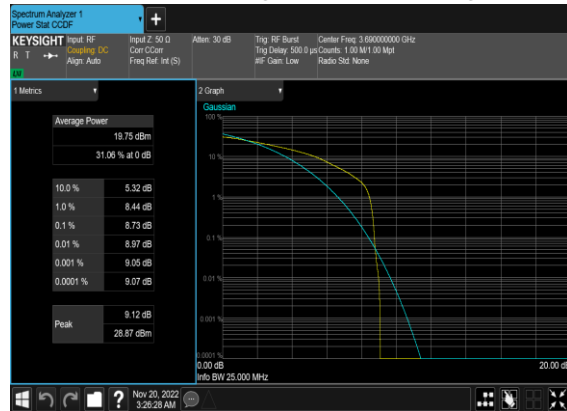 Spectrum Analyzer 1
Power Stat CCDF
+
KEYSIGHT
R T
LV
Input: RF
Coupling: DC
Align: Auto
Input Z: 50 Ω
Corr CCorr
Freq Ref: Int (S)
Atten: 30 dB
Trig: RF Burst
Trig Delay: 500.0 µs
#IF Gain: Low
Center Freq: 3.690000000 GHz
Counts: 1.00 M/1.00 Mpt
Radio Std: None
1 Metrics
Average Power
19.75 dBm
31.06 % at 0 dB
10.0 % 5.32 dB
1.0 % 8.44 dB
0.1 % 8.73 dB
0.01 % 8.97 dB
0.001 % 9.05 dB
0.0001 % 9.07 dB
Peak
9.12 dB
28.87 dBm
2 Graph
Gaussian
100 %
10 %
1 %
0.1 %
0.01 %
0.001 %
0.0001 %
0.00 dB
20.00 dB
Info BW 25.000 MHz
?
Nov 20, 2022
3:26:28 AM